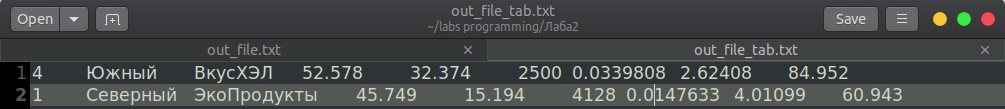 Open
out_file_tab.txt
~/labs programming/Лаба2
Save
out_file.txt × out_file_tab.txt ×
1 4 Южный ВкусХЭЛ 52.578 32.374 2500 0.0339808 2.62408 84.952
2 1 Северный ЭкоПродукты 45.749 15.194 4128 0.0147633 4.01099 60.943